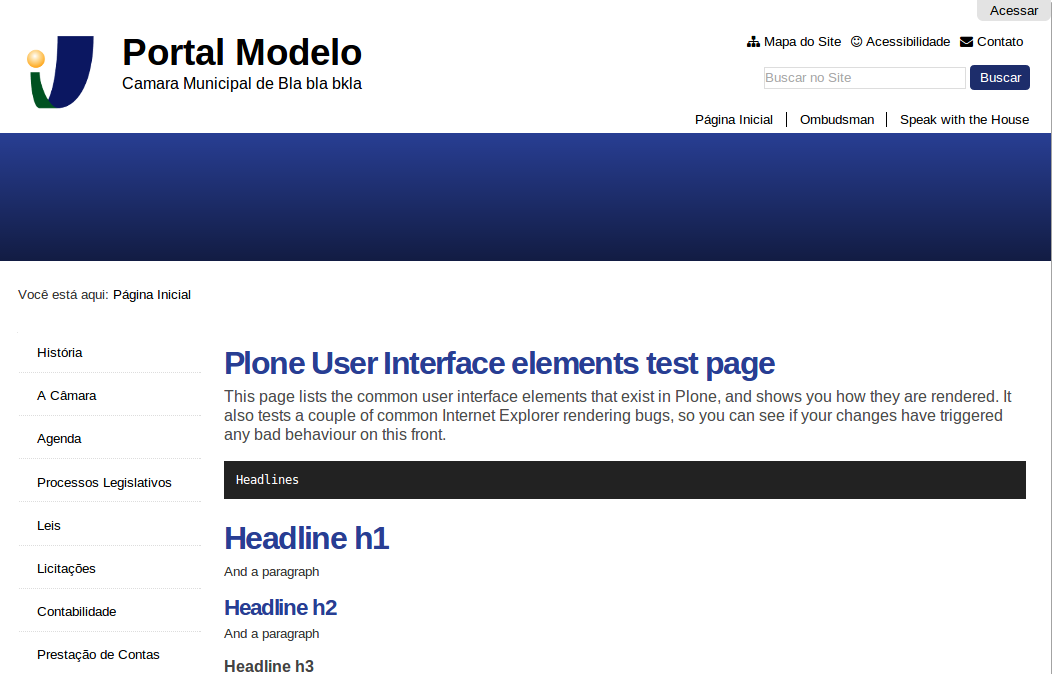 Acessar
Portal Modelo
Camara Municipal de Bla bla bkla
Mapa do Site Acessibilidade Contato
Buscar no Site Buscar
Página Inicial Ombudsman Speak with the House
Você está aqui: Página Inicial
História
A Câmara
Agenda
Processos Legislativos
Leis
Licitações
Contabilidade
Prestação de Contas
Plone User Interface elements test page
This page lists the common user interface elements that exist in Plone, and shows you how they are rendered. It
also tests a couple of common Internet Explorer rendering bugs, so you can see if your changes have triggered
any bad behaviour on this front.
Headlines
Headline h1
And a paragraph
Headline h2
And a paragraph
Headline h3